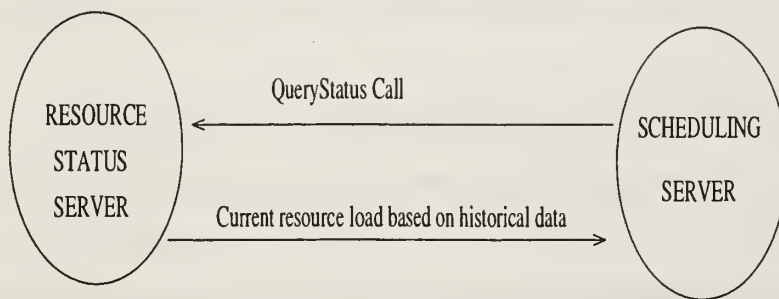 RESOURCE
STATUS
SERVER
QueryStatus Call
Current resource load based on historical data
SCHEDULING
SERVER